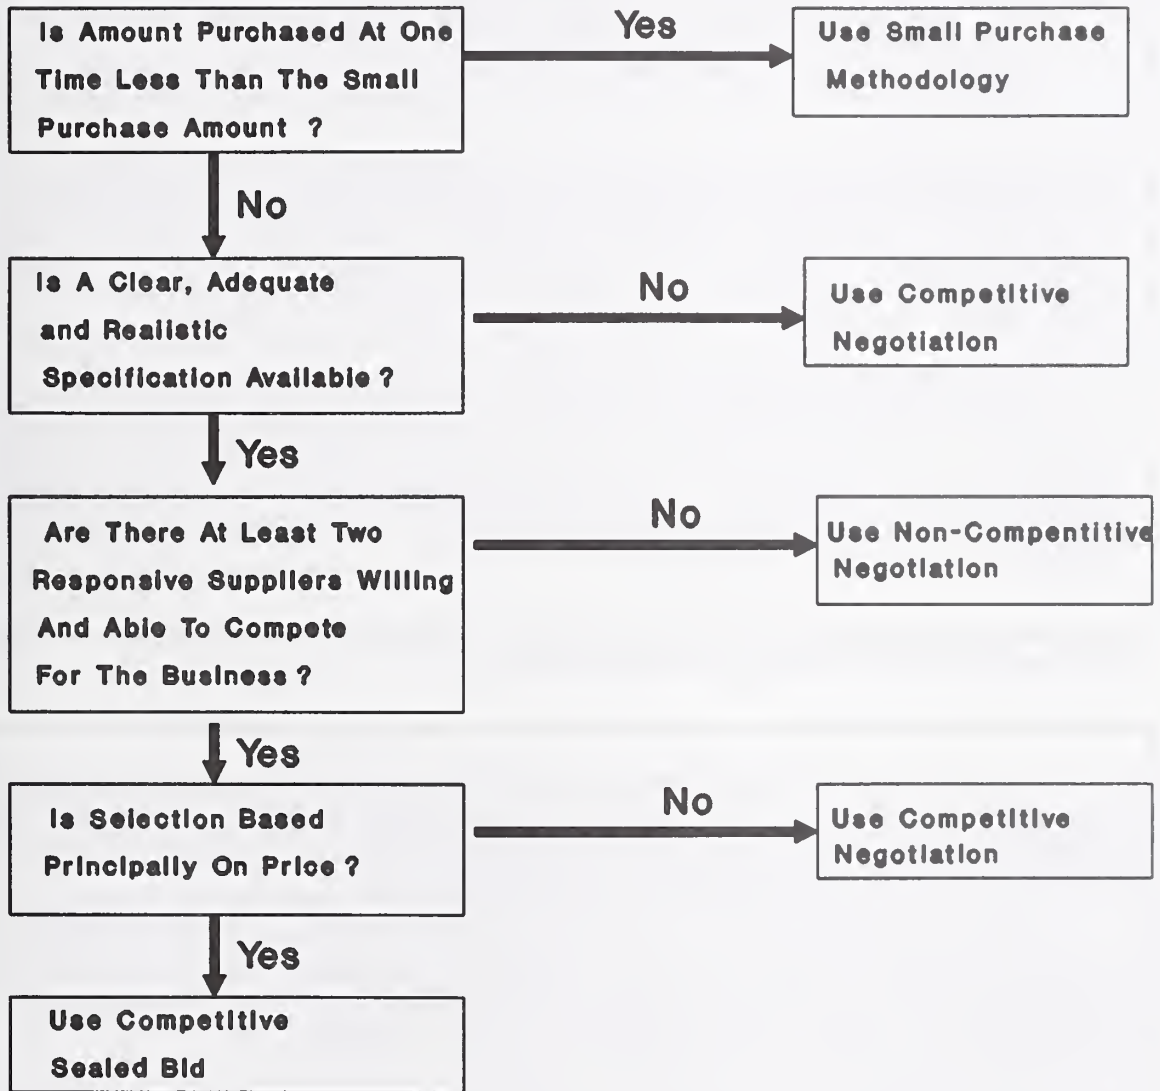 Is Amount Purchased At One
Time Less Than The Small
Purchase Amount ?
Yes
Use Small Purchase
Methodology
No
Is A Clear, Adequate
and Realistic
Specification Available ?
No
Use Competitive
Negotiation
Yes
Are There At Least Two
Responsive Suppliers Willing
And Able To Compete
For The Business ?
No
Use Non-Compentitive
Negotiation
Yes
Is Selection Based
Principally On Price ?
No
Use Competitive
Negotiation
Yes
Use Competitive
Sealed Bid